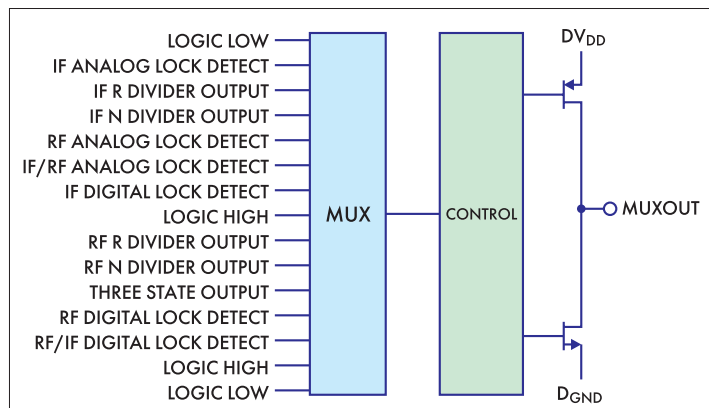 LOGIC LOW
IF ANALOG LOCK DETECT
IF R DIVIDER OUTPUT
IF N DIVIDER OUTPUT
RF ANALOG LOCK DETECT
IF/RF ANALOG LOCK DETECT
IF DIGITAL LOCK DETECT
LOGIC HIGH
RF R DIVIDER OUTPUT
RF N DIVIDER OUTPUT
THREE STATE OUTPUT
RF DIGITAL LOCK DETECT
RF/IF DIGITAL LOCK DETECT
LOGIC HIGH
LOGIC LOW
MUX
CONTROL
DVDD
MUXOUT
DGND